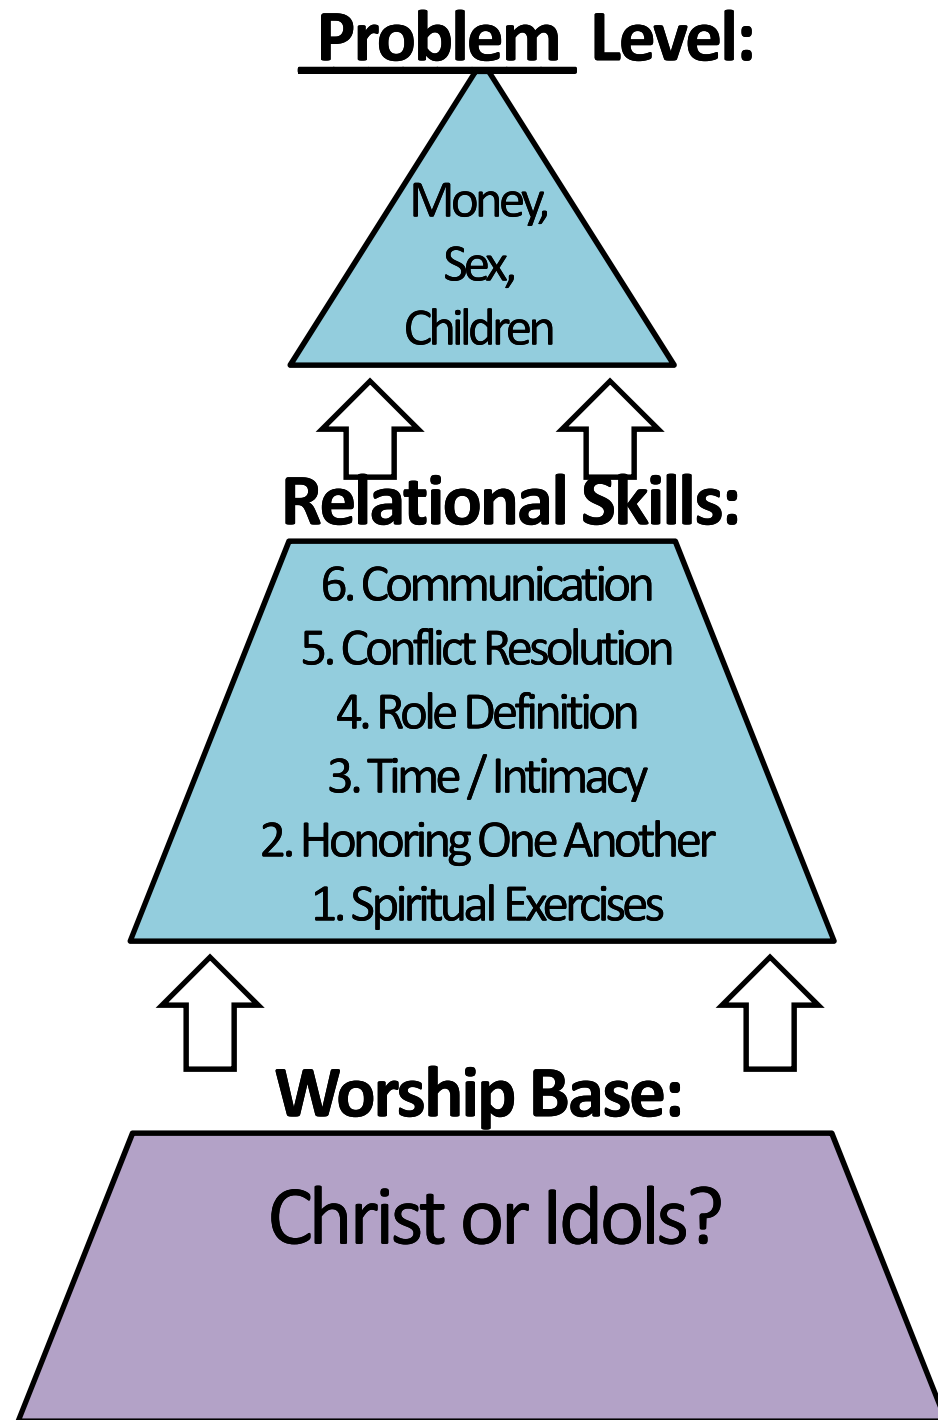 Problem Level:
Money,
Sex,
Children
Relational Skills:
6. Communication
5. Conflict Resolution
4. Role Definition
3. Time / Intimacy
2. Honoring One Another
1. Spiritual Exercises
Worship Base:
Christ or Idols?